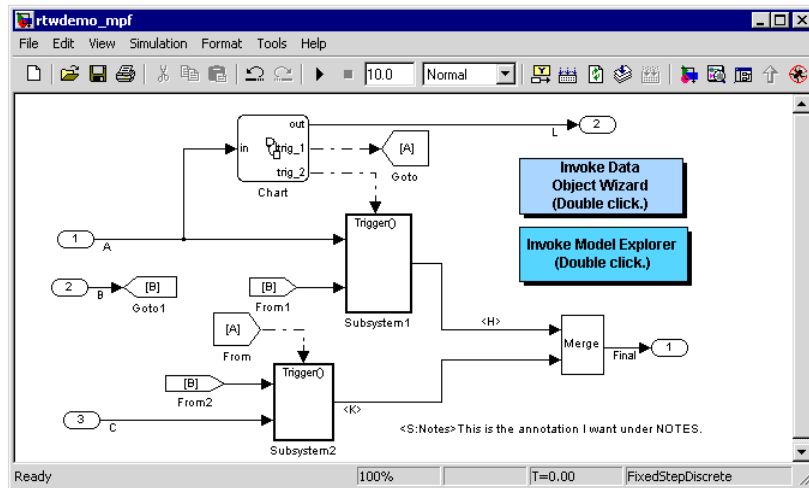 rtwdemo_mpf
File Edit View Simulation Format Tools Help
10.0 Normal
out
in
trig_1
trig_2
Chart
[A]
Goto
L
2
Invoke Data
Object Wizard
(Double click.)
Invoke Model Explorer
(Double click.)
1
A
Trigger()
2
B
[B]
Goto1
[B]
From1
Subsystem1
[A]
From
<H>
Merge
Final
1
Trigger()
[B]
From2
<K>
3
C
Subsystem2
<S:Notes>This is the annotation I want under NOTES.
Ready 100% T=0.00 FixedStepDiscrete